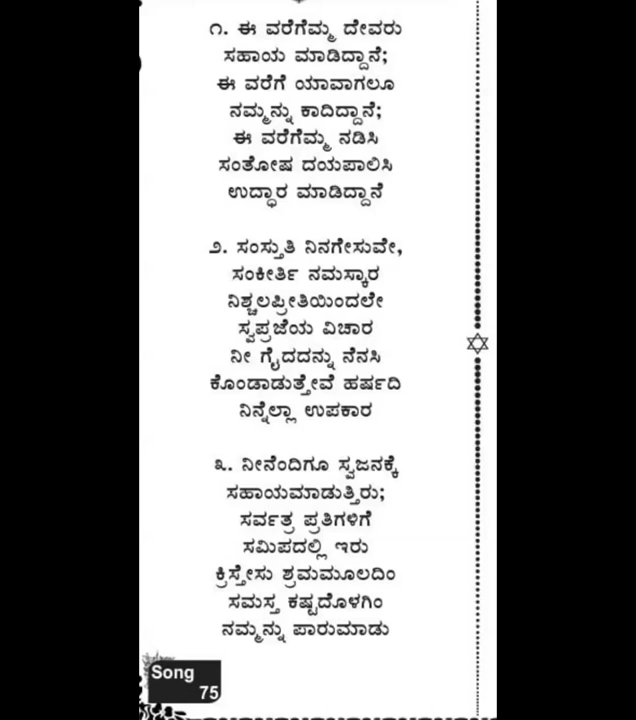 ೧. ಈ ವರೆಗೆಮ್ಮ ದೇವರು
ಸಹಾಯ ಮಾಡಿದ್ದಾನೆ;
ಈ ವರೆಗೆ ಯಾವಾಗಲೂ
ನಮ್ಮನ್ನು ಕಾದಿದ್ದಾನೆ;
ಈ ವರೆಗೆಮ್ಮ ನಡಿಸಿ
ಸಂತೋಷ ದಯಪಾಲಿಸಿ
ಉದ್ಧಾರ ಮಾಡಿದ್ದಾನೆ
೨. ಸಂಸ್ತುತಿ ನಿನಗೇಸುವೇ,
ಸಂಕೀರ್ತಿ ನಮಸ್ಕಾರ
ನಿಶ್ಚಲಪ್ರೀತಿಯಿಂದಲೇ
ಸ್ವಪ್ರಜೆಯ ವಿಚಾರ
ನೀ ಗೈದದನ್ನು ನೆನಸಿ
ಕೊಂಡಾಡುತ್ತೇವೆ ಹರ್ಷದಿ
ನಿನ್ನೆಲ್ಲಾ ಉಪಕಾರ
೩. ನೀನೆಂದಿಗೂ ಸ್ವಜನಕ್ಕೆ
ಸಹಾಯಮಾಡುತ್ತಿರು;
ಸರ್ವತ್ರ ಪ್ರತಿಗಳಿಗೆ
ಸಮಿಪದಲ್ಲಿ ಇರು
ಕ್ರಿಸ್ತೇಸು ಶ್ರಮಮೂಲದಿಂ
ಸಮಸ್ತ ಕಷ್ಟದೊಳಗಿಂ
ನಮ್ಮನ್ನು ಪಾರುಮಾಡು
Song
75